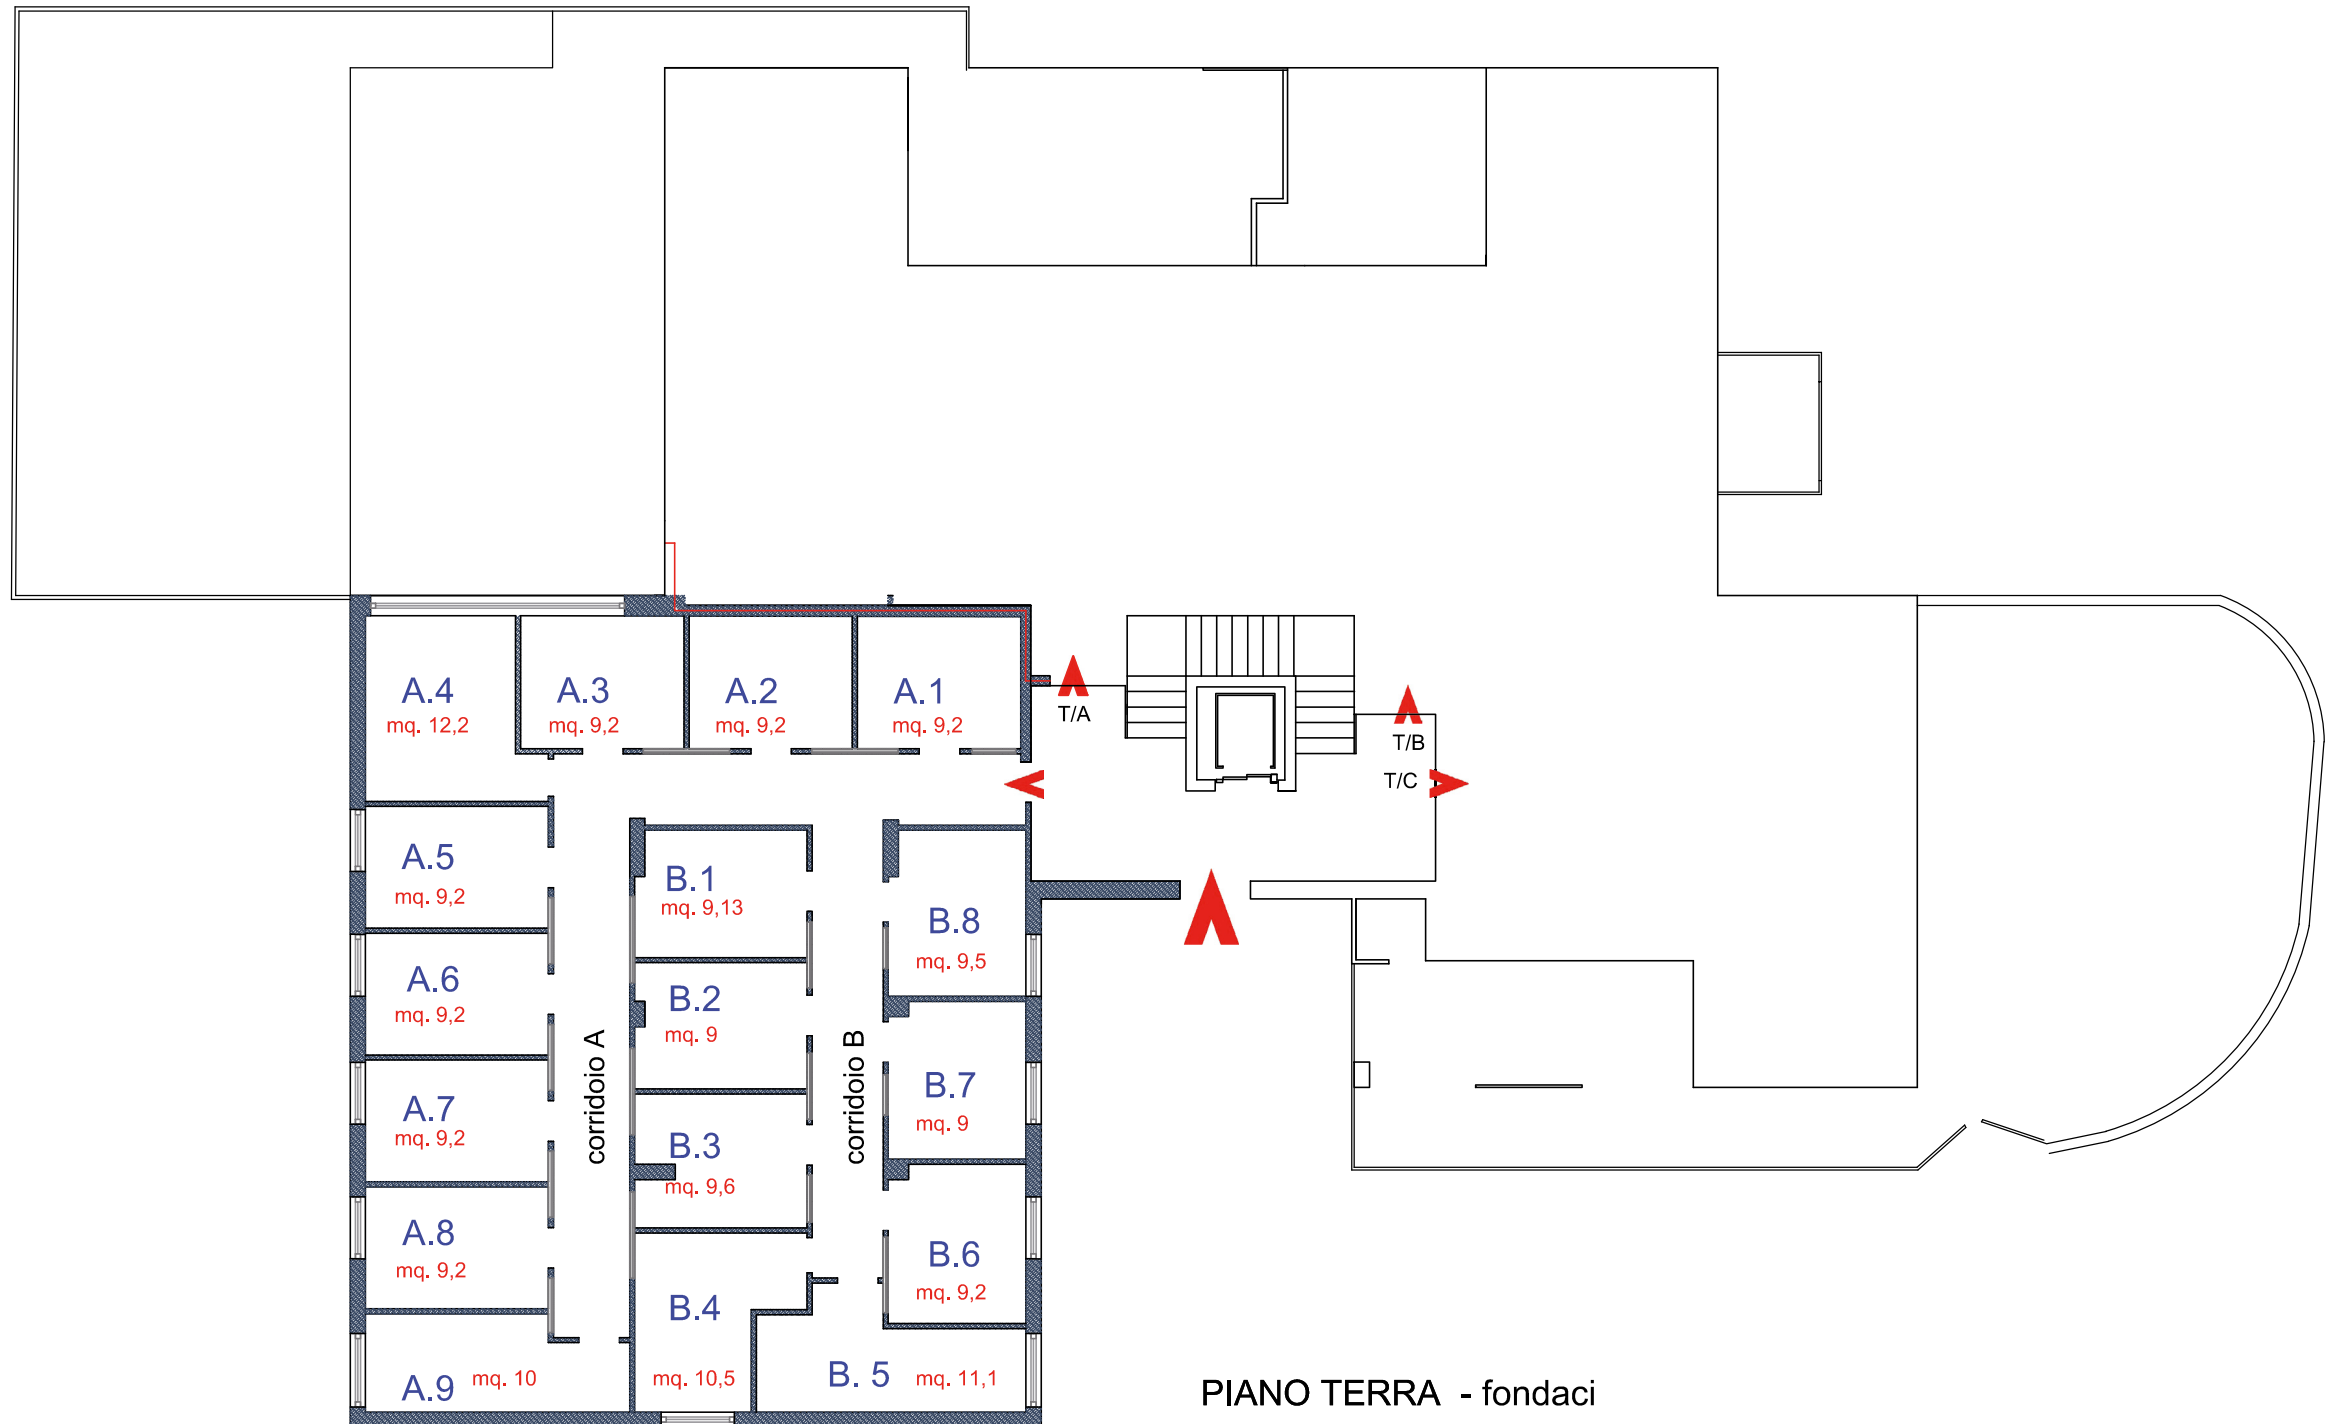 A.4
mq. 12,2
A.3
mq. 9,2
A.2
mq. 9,2
A.1
mq. 9,2
T/A
T/B
T/C
A.5
mq. 9,2
B.1
mq. 9,13
B.8
mq. 9,5
A.6
mq. 9,2
B.2
mq. 9
corridoio A
corridoio B
A.7
mq. 9,2
B.3
mq. 9,6
B.7
mq. 9
A.8
mq. 9,2
B.4
mq. 10,5
B.6
mq. 9,2
A.9 mq. 10
B. 5 mq. 11,1
PIANO TERRA - fondaci